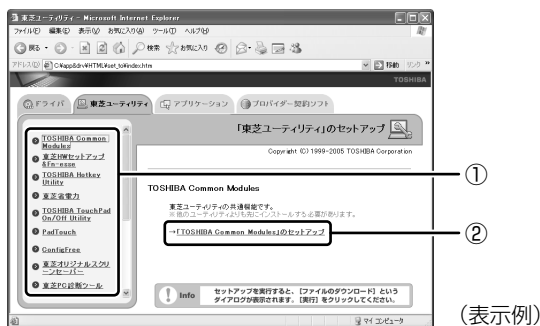 東芝ユーティリティ - Microsoft Internet Explorer
ファイル(F) 編集(E) 表示(V) お気に入り(A) ツール(T) ヘルプ(H)
戻る 検索 お気に入り
アドレス(D) C:¥app&drv¥HTML¥set_to¥index.htm 移動 リンク »
TOSHIBA
ドライバ 東芝ユーティリティ アプリケーション プロバイダー契約ソフト
「東芝ユーティリティ」のセットアップ
Copyright (C) 1999-2005 TOSHIBA Corporation
TOSHIBA Common
Modules
東芝HWセットアップ
&Fn-esse
TOSHIBA Hotkey
Utility
東芝省電力
TOSHIBA TouchPad
On/Off Utility
PadTouch
ConfigFree
東芝オリジナルスクリ
ーンセーバー
東芝PC診断ツール
①
TOSHIBA Common Modules
東芝ユーティリティの共通機能です。
※他のユーティリティよりも先にインストールする必要があります。
→「TOSHIBA Common Modules」のセットアップ
②
Info
セットアップを実行すると、[ファイルのダウンロード] という
ダイアログが表示されます。[実行] をクリックしてください。
マイ コンピュータ
(表示例)